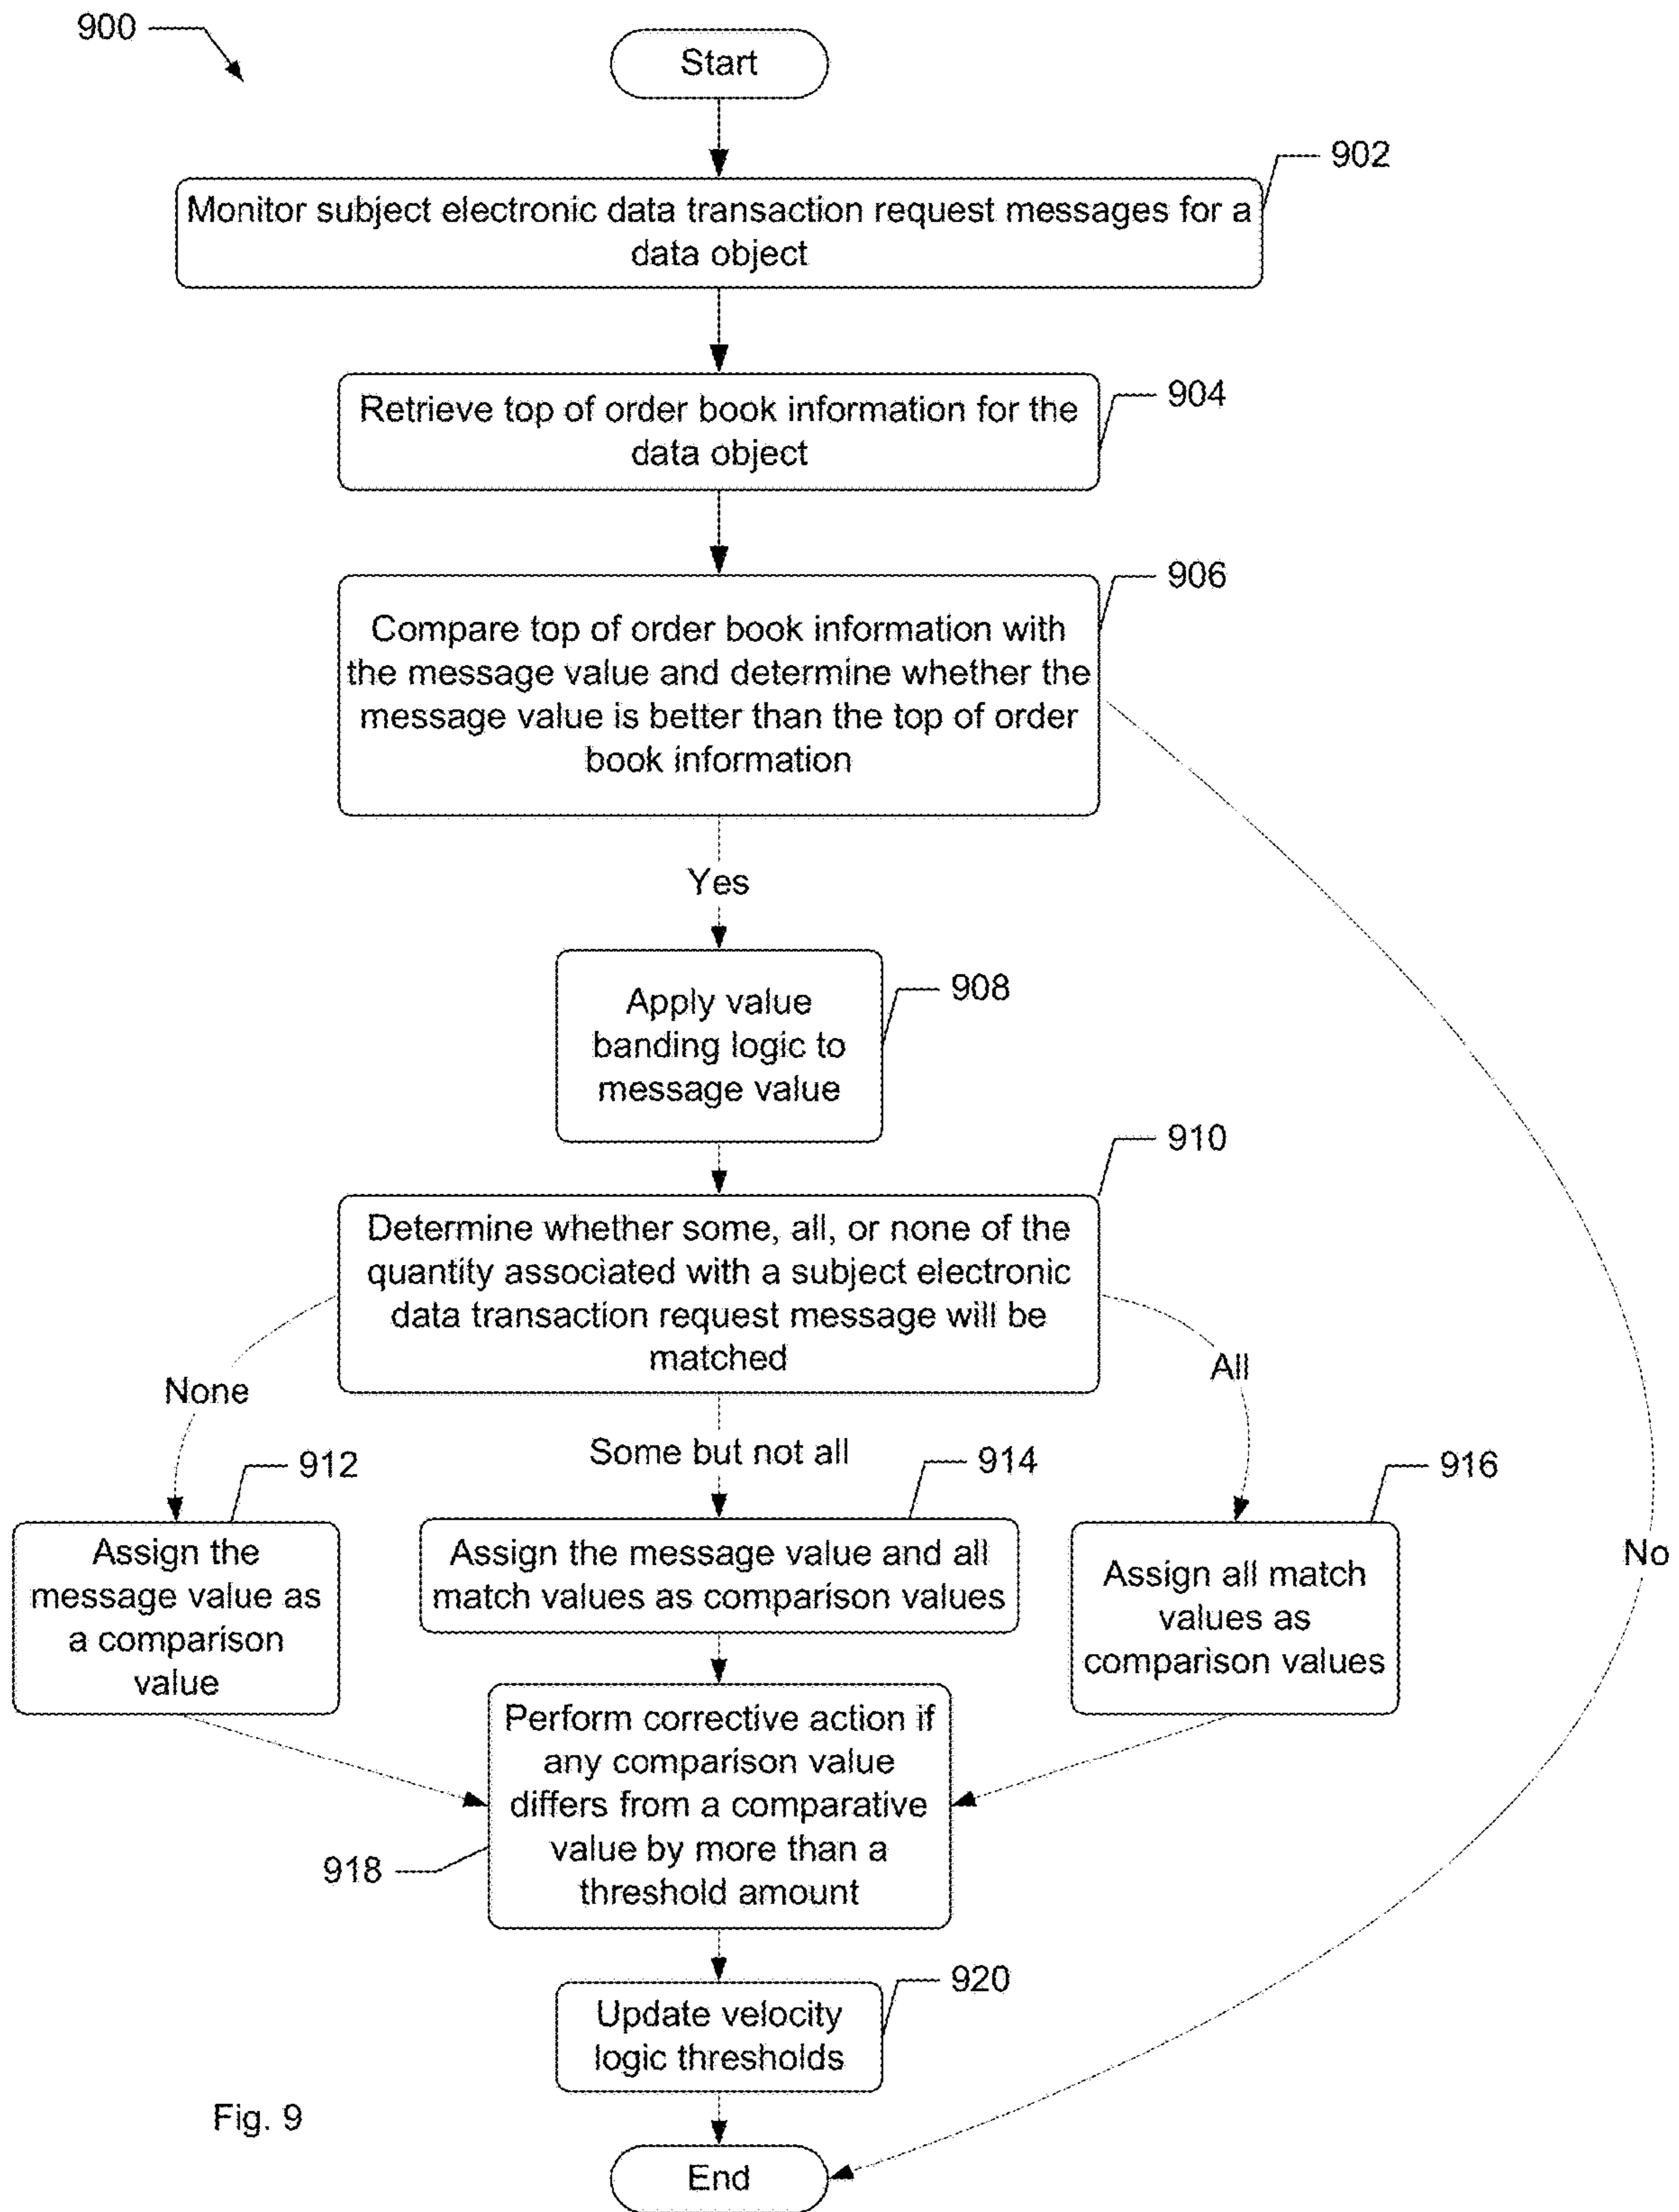 900
Start
902
Monitor subject electronic data transaction request messages for a
data object
904
Retrieve top of order book information for the
data object
906
Compare top of order book information with
the message value and determine whether the
message value is better than the top of order
book information
Yes
908
Apply value
banding logic to
message value
910
Determine whether some, all, or none of the
quantity associated with a subject electronic
data transaction request message will be
matched
None
Some but not all
All
No
912
Assign the
message value as
a comparison
value
914
Assign the message value and all
match values as comparison values
916
Assign all match
values as
comparison values
918
Perform corrective action if
any comparison value
differs from a comparative
value by more than a
threshold amount
920
Update velocity
logic thresholds
Fig. 9
End